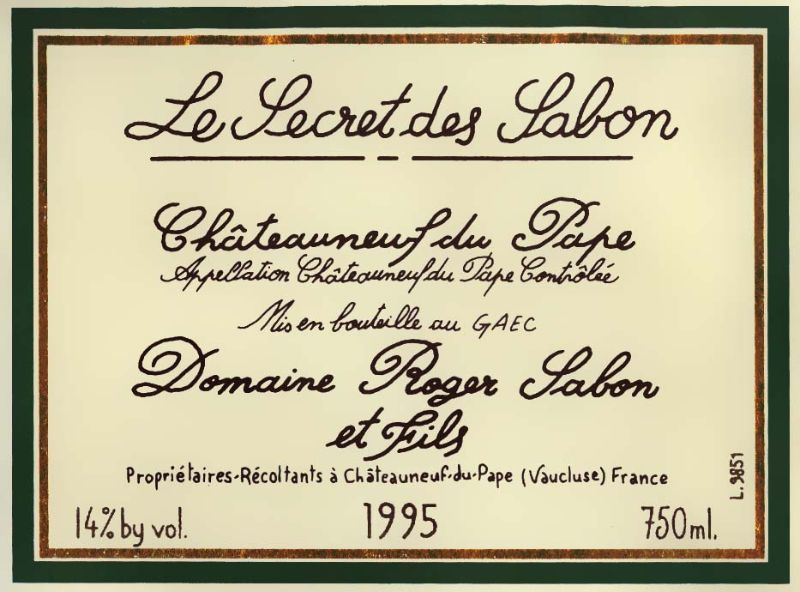 Le Secret des Sabon
Châteauneuf du Pape
Appellation Châteauneuf du Pape Contrôlée
Mis en bouteille au GAEC
Domaine Roger Sabon
et Fils
Propriétaires-Récoltants à Châteauneuf-du-Pape (Vaucluse) France
L.9851
14% by vol.
1995
750ml.